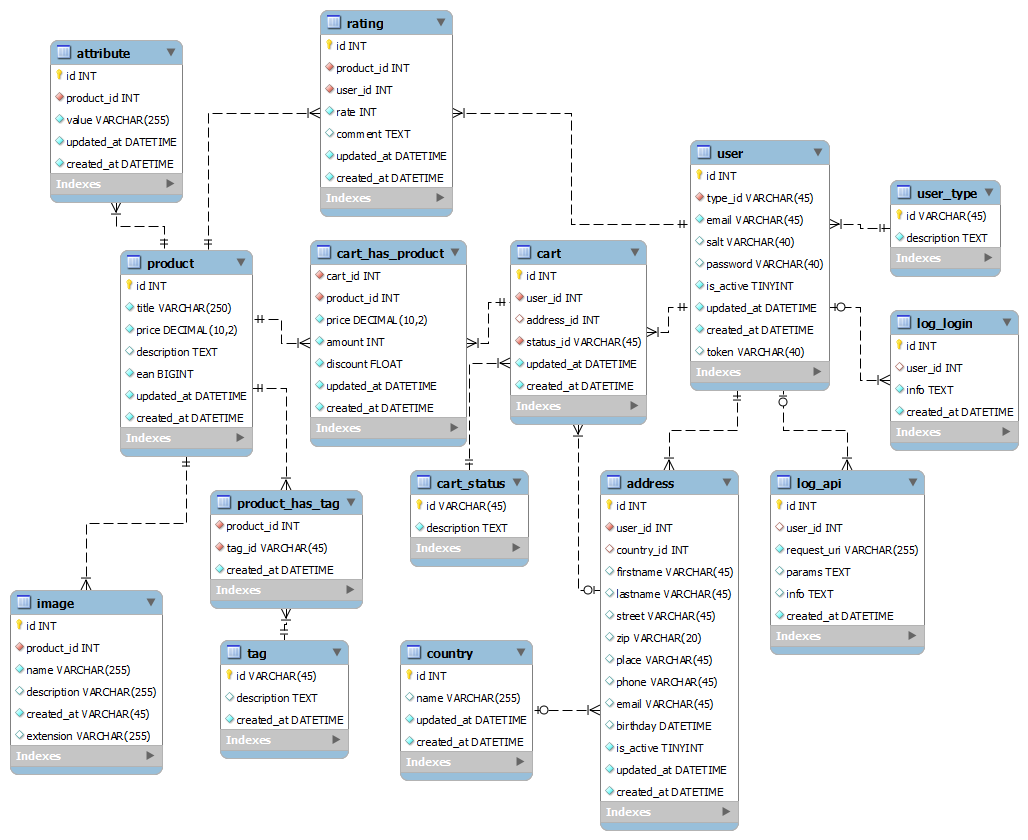 rating
id INT
product_id INT
user_id INT
rate INT
comment TEXT
updated_at DATETIME
created_at DATETIME
Indexes
attribute
id INT
product_id INT
value VARCHAR(255)
updated_at DATETIME
created_at DATETIME
Indexes
user
id INT
type_id VARCHAR(45)
email VARCHAR(45)
salt VARCHAR(40)
password VARCHAR(40)
is_active TINYINT
updated_at DATETIME
created_at DATETIME
token VARCHAR(40)
Indexes
user_type
id VARCHAR(45)
description TEXT
Indexes
product
id INT
title VARCHAR(250)
price DECIMAL(10,2)
description TEXT
ean BIGINT
updated_at DATETIME
created_at DATETIME
Indexes
cart_has_product
cart_id INT
product_id INT
price DECIMAL(10,2)
amount INT
discount FLOAT
updated_at DATETIME
created_at DATETIME
Indexes
cart
id INT
user_id INT
address_id INT
status_id VARCHAR(45)
updated_at DATETIME
created_at DATETIME
Indexes
log_login
id INT
user_id INT
info TEXT
created_at DATETIME
Indexes
cart_status
id VARCHAR(45)
description TEXT
Indexes
address
id INT
user_id INT
country_id INT
firstname VARCHAR(45)
lastname VARCHAR(45)
street VARCHAR(45)
zip VARCHAR(20)
place VARCHAR(45)
phone VARCHAR(45)
email VARCHAR(45)
birthday DATETIME
is_active TINYINT
updated_at DATETIME
created_at DATETIME
Indexes
log_api
id INT
user_id INT
request_uri VARCHAR(255)
params TEXT
info TEXT
created_at DATETIME
Indexes
product_has_tag
product_id INT
tag_id VARCHAR(45)
created_at DATETIME
Indexes
image
id INT
product_id INT
name VARCHAR(255)
description VARCHAR(255)
created_at VARCHAR(45)
extension VARCHAR(255)
Indexes
tag
id VARCHAR(45)
description TEXT
created_at DATETIME
Indexes
country
id INT
name VARCHAR(255)
updated_at DATETIME
created_at DATETIME
Indexes